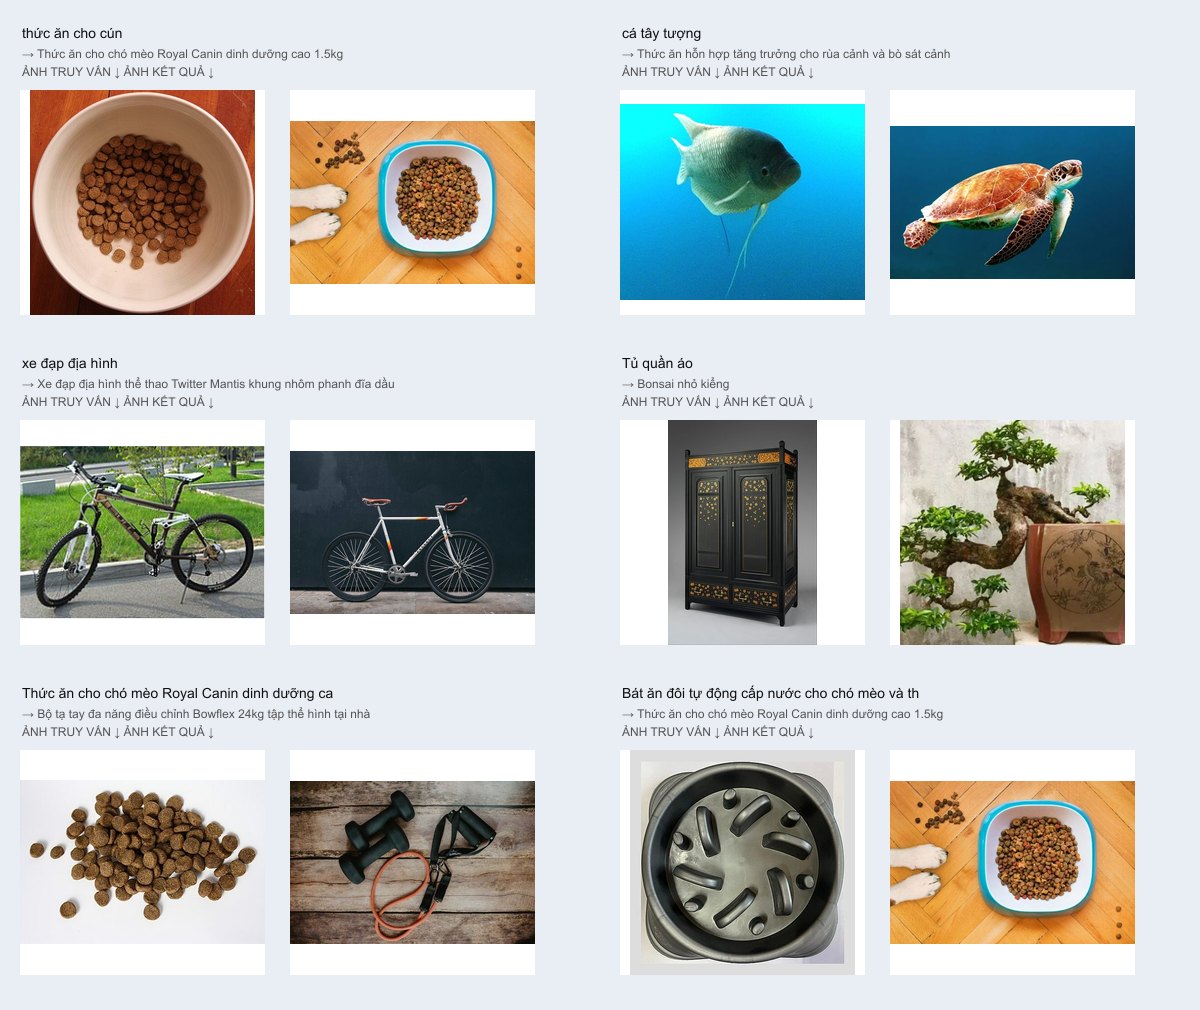 thức ăn cho cún
→ Thức ăn cho chó mèo Royal Canin dinh dưỡng cao 1.5kg
ẢNH TRUY VẤN ↓ ẢNH KẾT QUẢ ↓
cá tây tượng
→ Thức ăn hỗn hợp tăng trưởng cho rùa cảnh và bò sát cảnh
ẢNH TRUY VẤN ↓ ẢNH KẾT QUẢ ↓
xe đạp địa hình
→ Xe đạp địa hình thể thao Twitter Mantis khung nhôm phanh đĩa dầu
ẢNH TRUY VẤN ↓ ẢNH KẾT QUẢ ↓
Tủ quần áo
→ Bonsai nhỏ kiểng
ẢNH TRUY VẤN ↓ ẢNH KẾT QUẢ ↓
Thức ăn cho chó mèo Royal Canin dinh dưỡng ca
→ Bộ tạ tay đa năng điều chỉnh Bowflex 24kg tập thể hình tại nhà
ẢNH TRUY VẤN ↓ ẢNH KẾT QUẢ ↓
Bát ăn đôi tự động cấp nước cho chó mèo và th
→ Thức ăn cho chó mèo Royal Canin dinh dưỡng cao 1.5kg
ẢNH TRUY VẤN ↓ ẢNH KẾT QUẢ ↓